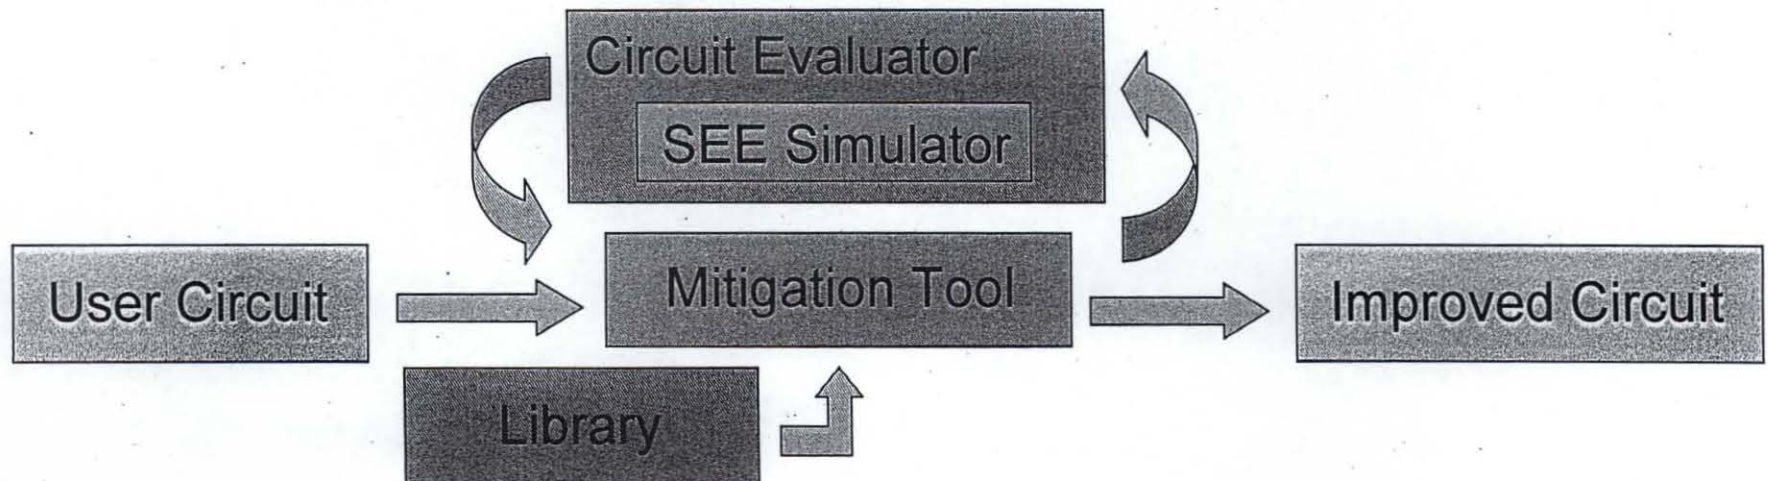 Circuit Evaluator
SEE Simulator
User Circuit
Mitigation Tool
Improved Circuit
Library